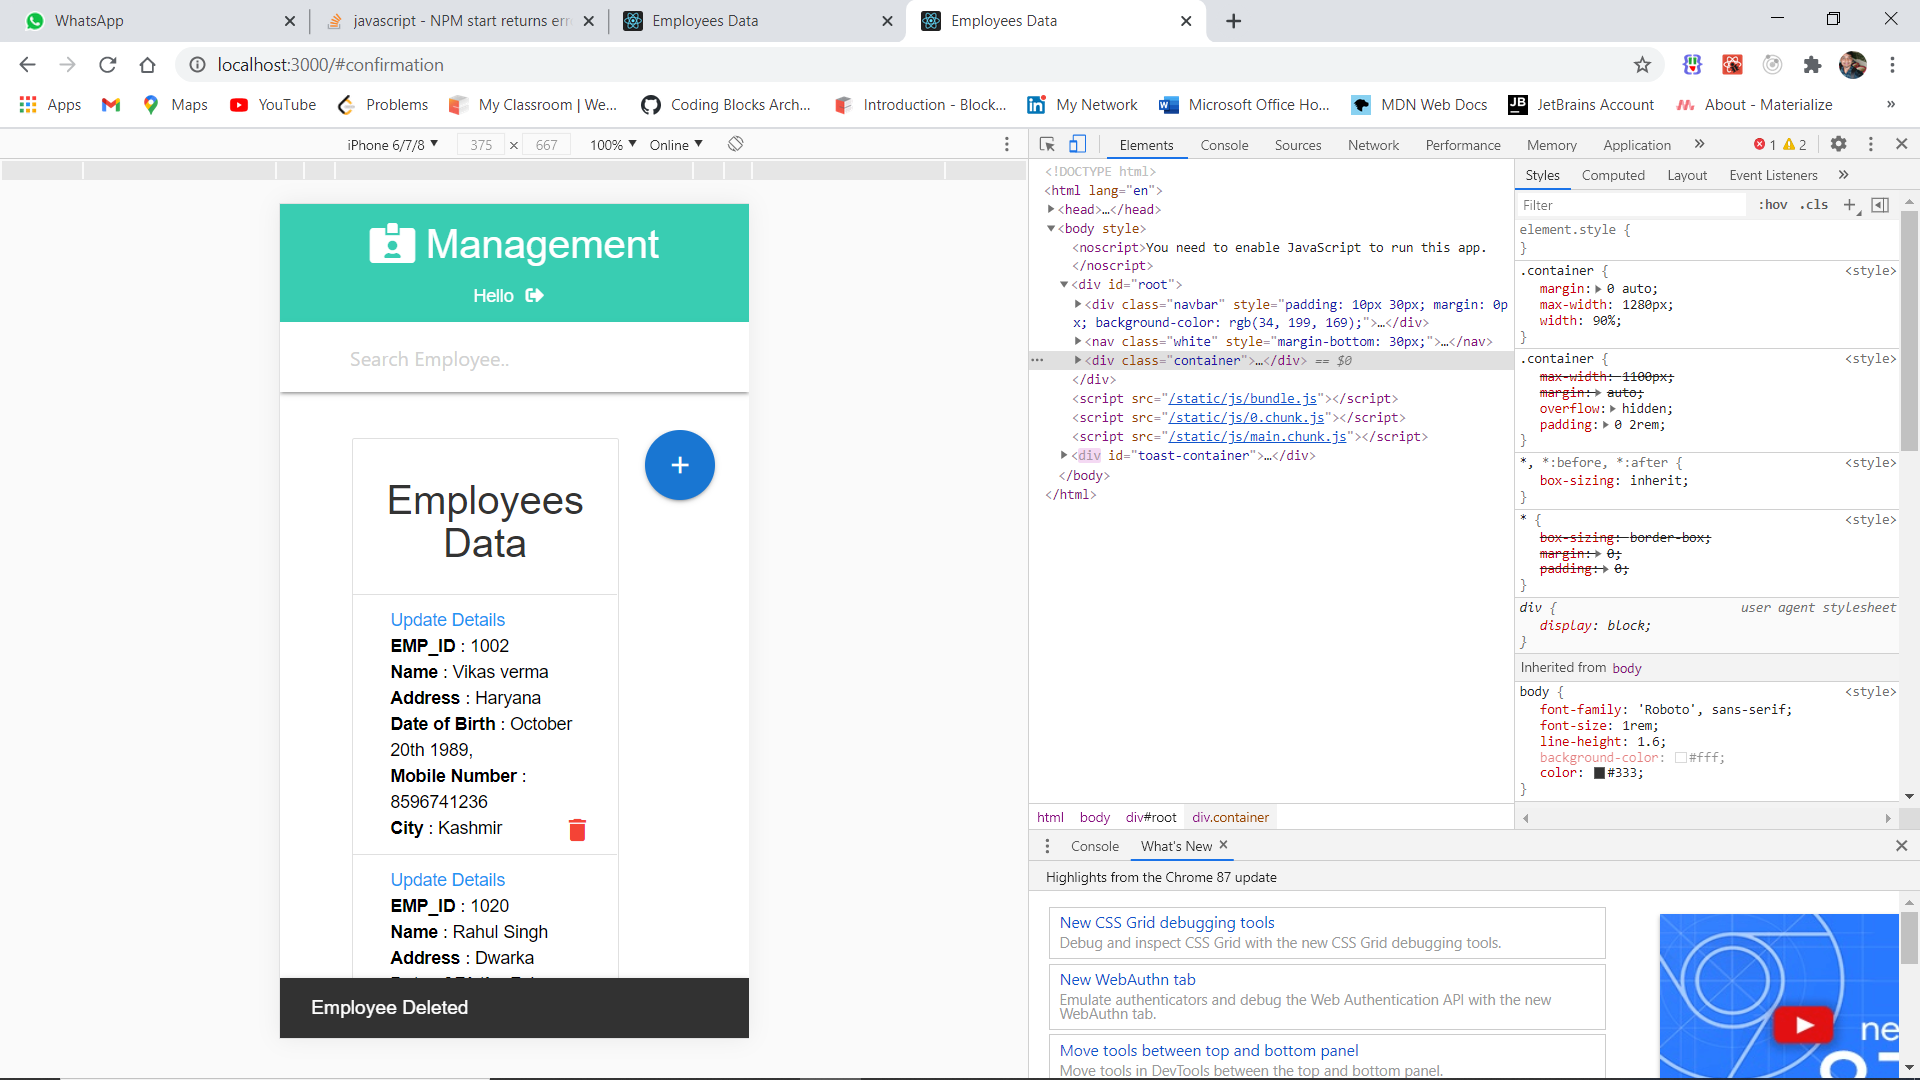 WhatsApp
javascript - NPM start returns err
Employees Data
Employees Data
localhost:3000/#confirmation
Apps
Maps
YouTube
Problems
My Classroom | We...
Coding Blocks Arch...
Introduction - Block...
My Network
Microsoft Office Ho...
MDN Web Docs
JetBrains Account
About - Materialize
»
iPhone 6/7/8 375 × 667 100% Online
Management
Hello
Search Employee..
+
Employees
Data
Update Details
EMP_ID : 1002
Name : Vikas verma
Address : Haryana
Date of Birth : October
20th 1989,
Mobile Number :
8596741236
City : Kashmir
Update Details
EMP_ID : 1020
Name : Rahul Singh
Address : Dwarka
Employee Deleted
Elements Console Sources Network Performance Memory Application » 1 2
<!DOCTYPE html>
<html lang="en">
<head>…</head>
<body style>
<noscript>You need to enable JavaScript to run this app.
</noscript>
<div id="root">
<div class="navbar" style="padding: 10px 30px; margin: 0p
x; background-color: rgb(34, 199, 169);">…</div>
<nav class="white" style="margin-bottom: 30px;">…</nav>
<div class="container">…</div> == $0
</div>
<script src="/static/js/bundle.js"></script>
<script src="/static/js/0.chunk.js"></script>
<script src="/static/js/main.chunk.js"></script>
<div id="toast-container">…</div>
</body>
</html>
html body div#root div.container
Styles Computed Layout Event Listeners »
Filter :hov .cls +
element.style {
}
.container { <style>
margin: 0 auto;
max-width: 1280px;
width: 90%;
}
.container { <style>
max-width: 1100px;
margin: auto;
overflow: hidden;
padding: 0 2rem;
}
*, *:before, *:after { <style>
box-sizing: inherit;
}
* { <style>
box-sizing: border-box;
margin: 0;
padding: 0;
}
div { user agent stylesheet
display: block;
}
Inherited from body
body { <style>
font-family: 'Roboto', sans-serif;
font-size: 1rem;
line-height: 1.6;
background-color: #fff;
color: #333;
}
Console What's New
Highlights from the Chrome 87 update
New CSS Grid debugging tools
Debug and inspect CSS Grid with the new CSS Grid debugging tools.
New WebAuthn tab
Emulate authenticators and debug the Web Authentication API with the new
WebAuthn tab.
Move tools between top and bottom panel
Move tools in DevTools between the top and bottom panel.
ne